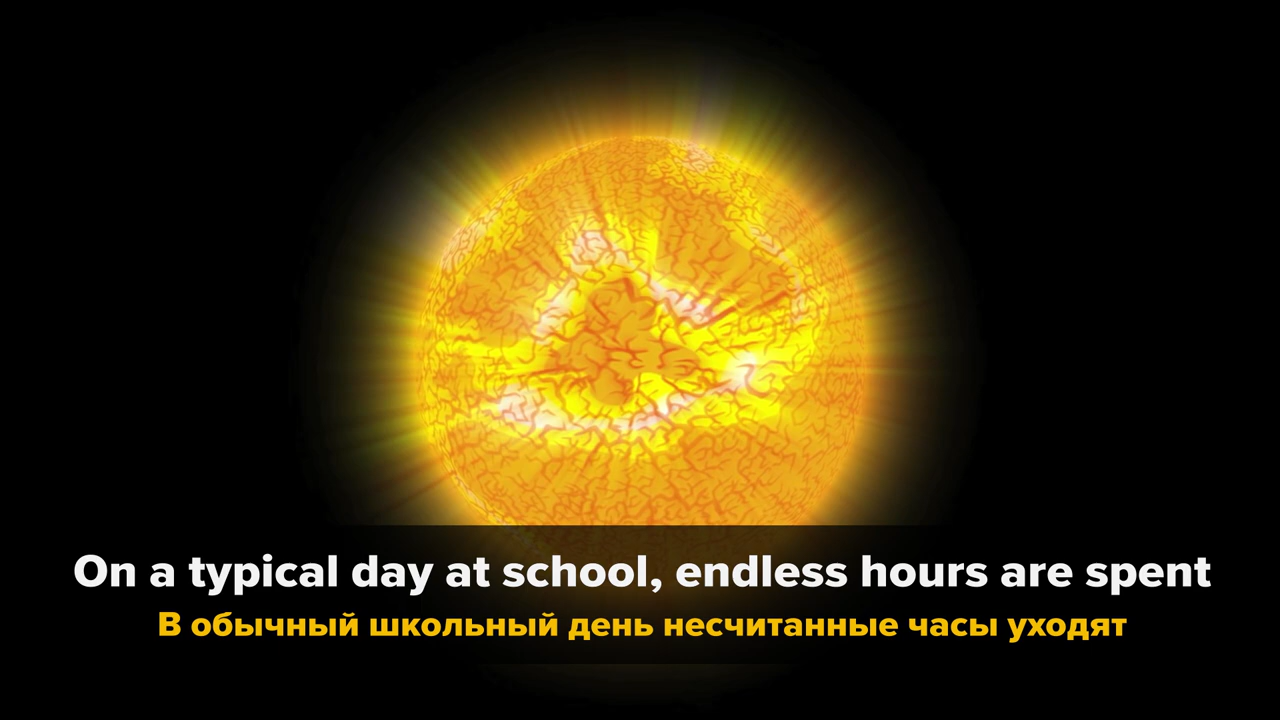 On a typical day at school, endless hours are spent
В обычный школьный день несчитанные часы уходят